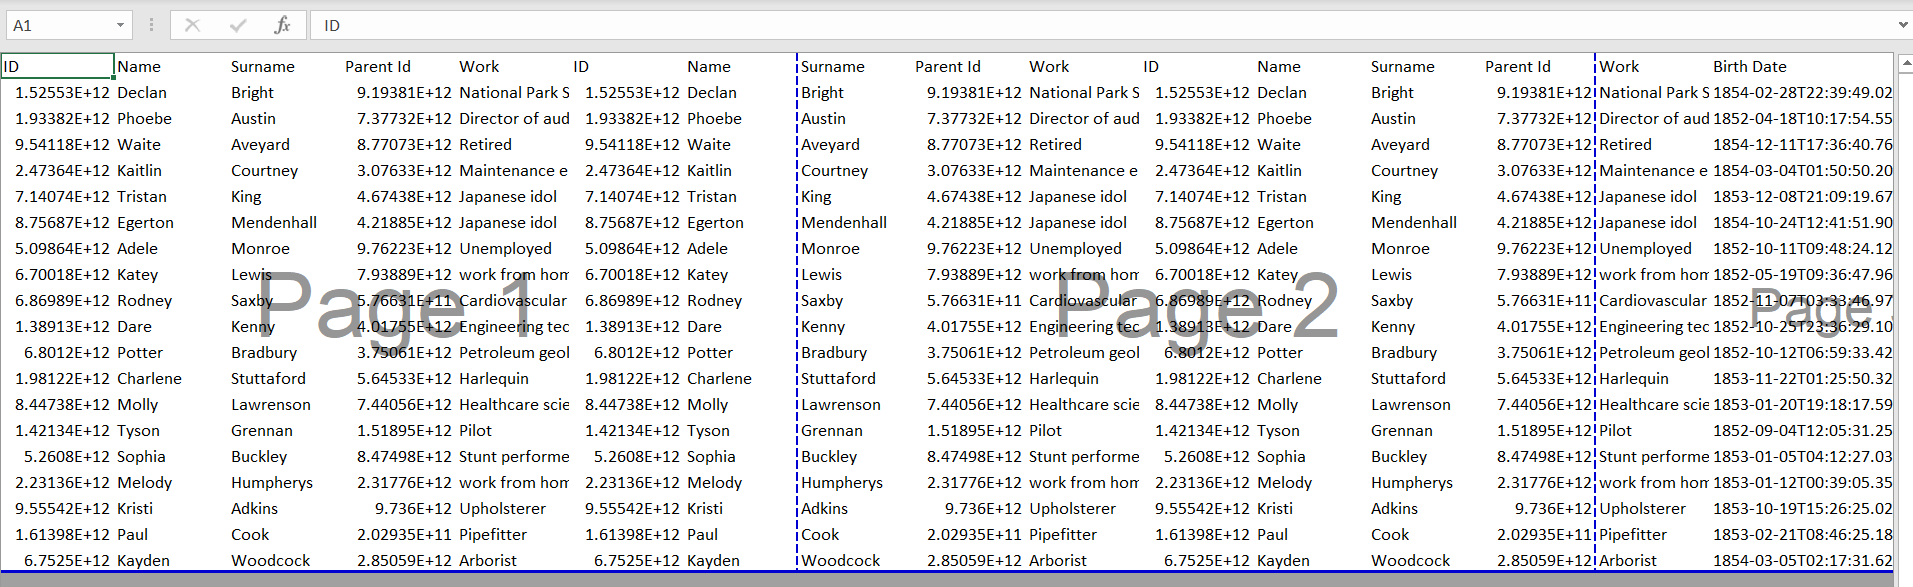 A1 fx ID
ID Name Surname Parent Id Work ID Name Surname Parent Id Work ID Name Surname Parent Id Work Birth Date
1.52553E+12 Declan Bright 9.19381E+12 National Park S 1.52553E+12 Declan Bright 9.19381E+12 National Park S 1.52553E+12 Declan Bright 9.19381E+12 National Park S 1854-02-28T22:39:49.02
1.93382E+12 Phoebe Austin 7.37732E+12 Director of aud 1.93382E+12 Phoebe Austin 7.37732E+12 Director of aud 1.93382E+12 Phoebe Austin 7.37732E+12 Director of aud 1852-04-18T10:17:54.55
9.54118E+12 Waite Aveyard 8.77073E+12 Retired 9.54118E+12 Waite Aveyard 8.77073E+12 Retired 9.54118E+12 Waite Aveyard 8.77073E+12 Retired 1854-12-11T17:36:40.76
2.47364E+12 Kaitlin Courtney 3.07633E+12 Maintenance e 2.47364E+12 Kaitlin Courtney 3.07633E+12 Maintenance e 2.47364E+12 Kaitlin Courtney 3.07633E+12 Maintenance e 1854-03-04T01:50:50.20
7.14074E+12 Tristan King 4.67438E+12 Japanese idol 7.14074E+12 Tristan King 4.67438E+12 Japanese idol 7.14074E+12 Tristan King 4.67438E+12 Japanese idol 1853-12-08T21:09:19.67
8.75687E+12 Egerton Mendenhall 4.21885E+12 Japanese idol 8.75687E+12 Egerton Mendenhall 4.21885E+12 Japanese idol 8.75687E+12 Egerton Mendenhall 4.21885E+12 Japanese idol 1854-10-24T12:41:51.90
5.09864E+12 Adele Monroe 9.76223E+12 Unemployed 5.09864E+12 Adele Monroe 9.76223E+12 Unemployed 5.09864E+12 Adele Monroe 9.76223E+12 Unemployed 1852-10-11T09:48:24.12
6.70018E+12 Katey Lewis 7.93889E+12 work from hom 6.70018E+12 Katey Lewis 7.93889E+12 work from hom 6.70018E+12 Katey Lewis 7.93889E+12 work from hom 1852-05-19T09:36:47.96
6.86989E+12 Rodney Saxby 5.76631E+11 Cardiovascular 6.86989E+12 Rodney Saxby 5.76631E+11 Cardiovascular 6.86989E+12 Rodney Saxby 5.76631E+11 Cardiovascular 1852-11-07T03:33:46.97
Page 1 Page 2 Page
1.38913E+12 Dare Kenny 4.01755E+12 Engineering tec 1.38913E+12 Dare Kenny 4.01755E+12 Engineering tec 1.38913E+12 Dare Kenny 4.01755E+12 Engineering tec 1852-10-25T23:36:29.10
6.8012E+12 Potter Bradbury 3.75061E+12 Petroleum geol 6.8012E+12 Potter Bradbury 3.75061E+12 Petroleum geol 6.8012E+12 Potter Bradbury 3.75061E+12 Petroleum geol 1852-10-12T06:59:33.42
1.98122E+12 Charlene Stuttaford 5.64533E+12 Harlequin 1.98122E+12 Charlene Stuttaford 5.64533E+12 Harlequin 1.98122E+12 Charlene Stuttaford 5.64533E+12 Harlequin 1853-11-22T01:25:50.32
8.44738E+12 Molly Lawrenson 7.44056E+12 Healthcare scie 8.44738E+12 Molly Lawrenson 7.44056E+12 Healthcare scie 8.44738E+12 Molly Lawrenson 7.44056E+12 Healthcare scie 1853-01-20T19:18:17.59
1.42134E+12 Tyson Grennan 1.51895E+12 Pilot 1.42134E+12 Tyson Grennan 1.51895E+12 Pilot 1.42134E+12 Tyson Grennan 1.51895E+12 Pilot 1852-09-04T12:05:31.25
5.2608E+12 Sophia Buckley 8.47498E+12 Stunt performe 5.2608E+12 Sophia Buckley 8.47498E+12 Stunt performe 5.2608E+12 Sophia Buckley 8.47498E+12 Stunt performe 1853-01-05T04:12:27.03
2.23136E+12 Melody Humpherys 2.31776E+12 work from hom 2.23136E+12 Melody Humpherys 2.31776E+12 work from hom 2.23136E+12 Melody Humpherys 2.31776E+12 work from hom 1853-01-12T00:39:05.35
9.55542E+12 Kristi Adkins 9.736E+12 Upholsterer 9.55542E+12 Kristi Adkins 9.736E+12 Upholsterer 9.55542E+12 Kristi Adkins 9.736E+12 Upholsterer 1853-10-19T15:26:25.02
1.61398E+12 Paul Cook 2.02935E+11 Pipefitter 1.61398E+12 Paul Cook 2.02935E+11 Pipefitter 1.61398E+12 Paul Cook 2.02935E+11 Pipefitter 1853-02-21T08:46:25.18
6.7525E+12 Kayden Woodcock 2.85059E+12 Arborist 6.7525E+12 Kayden Woodcock 2.85059E+12 Arborist 6.7525E+12 Kayden Woodcock 2.85059E+12 Arborist 1854-03-05T02:17:31.62